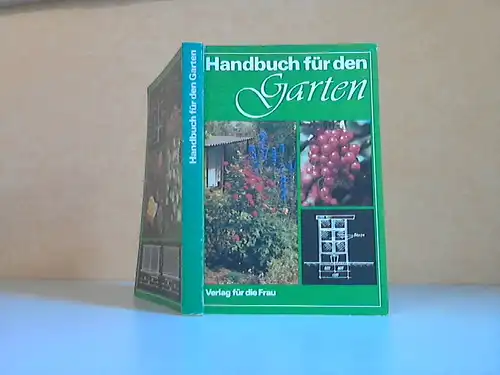 Handbuch für den Garten
Handbuch für den
Garten
Verlag für die Frau